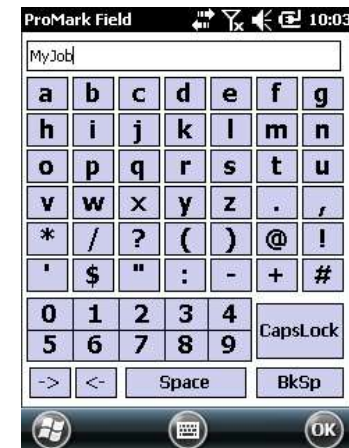 ProMark Field 10:03
MyJob
a b c d e f g
h i j k l m n
o p q r s t u
v w x y z . ,
* / ? ( ) @ !
' $ " : - + #
0 1 2 3 4 CapsLock
5 6 7 8 9
-> <- Space BkSp
OK